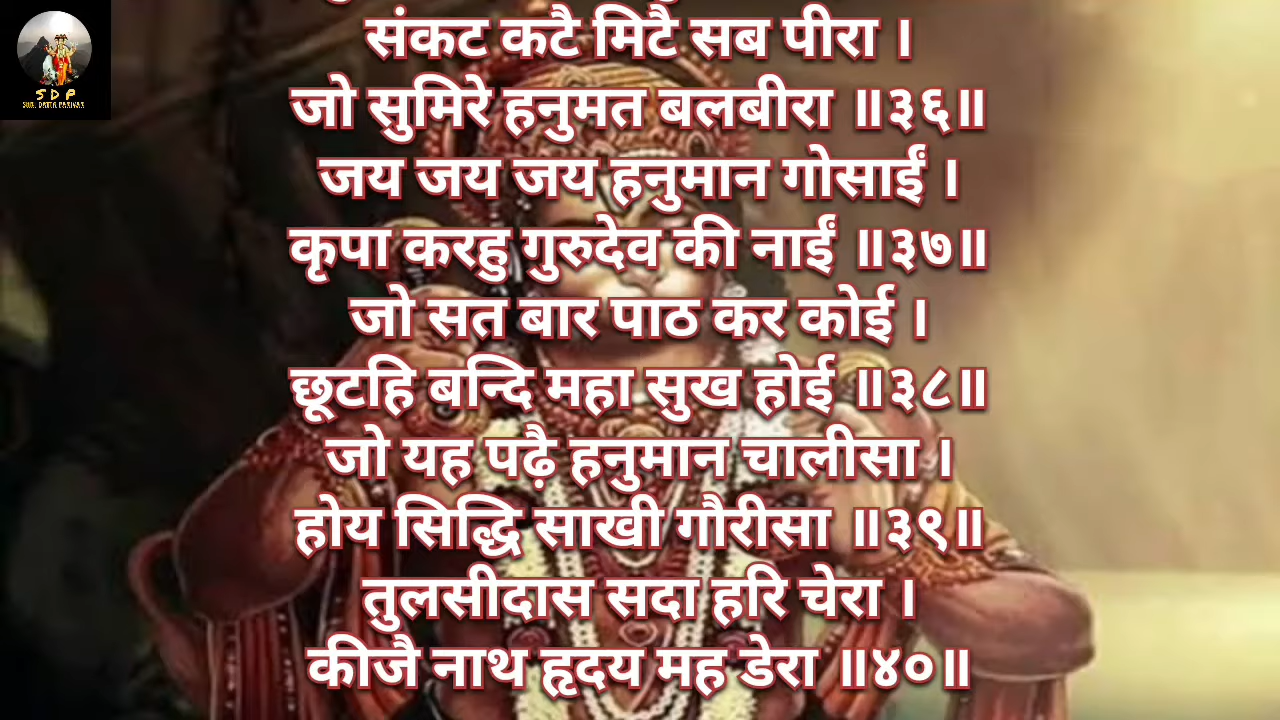 संकट कटै मिटै सब पीरा ।
जो सुमिरे हनुमत बलबीरा ॥३६॥
जय जय जय हनुमान गोसाईं ।
कृपा करहु गुरुदेव की नाईं ॥३७॥
जो सत बार पाठ कर कोई ।
छूटहि बन्दि महा सुख होई ॥३८॥
जो यह पढ़ै हनुमान चालीसा ।
होय सिद्धि साखी गौरीसा ॥३९॥
तुलसीदास सदा हरि चेरा ।
कीजै नाथ हृदय मह डेरा ॥४०॥
S D P